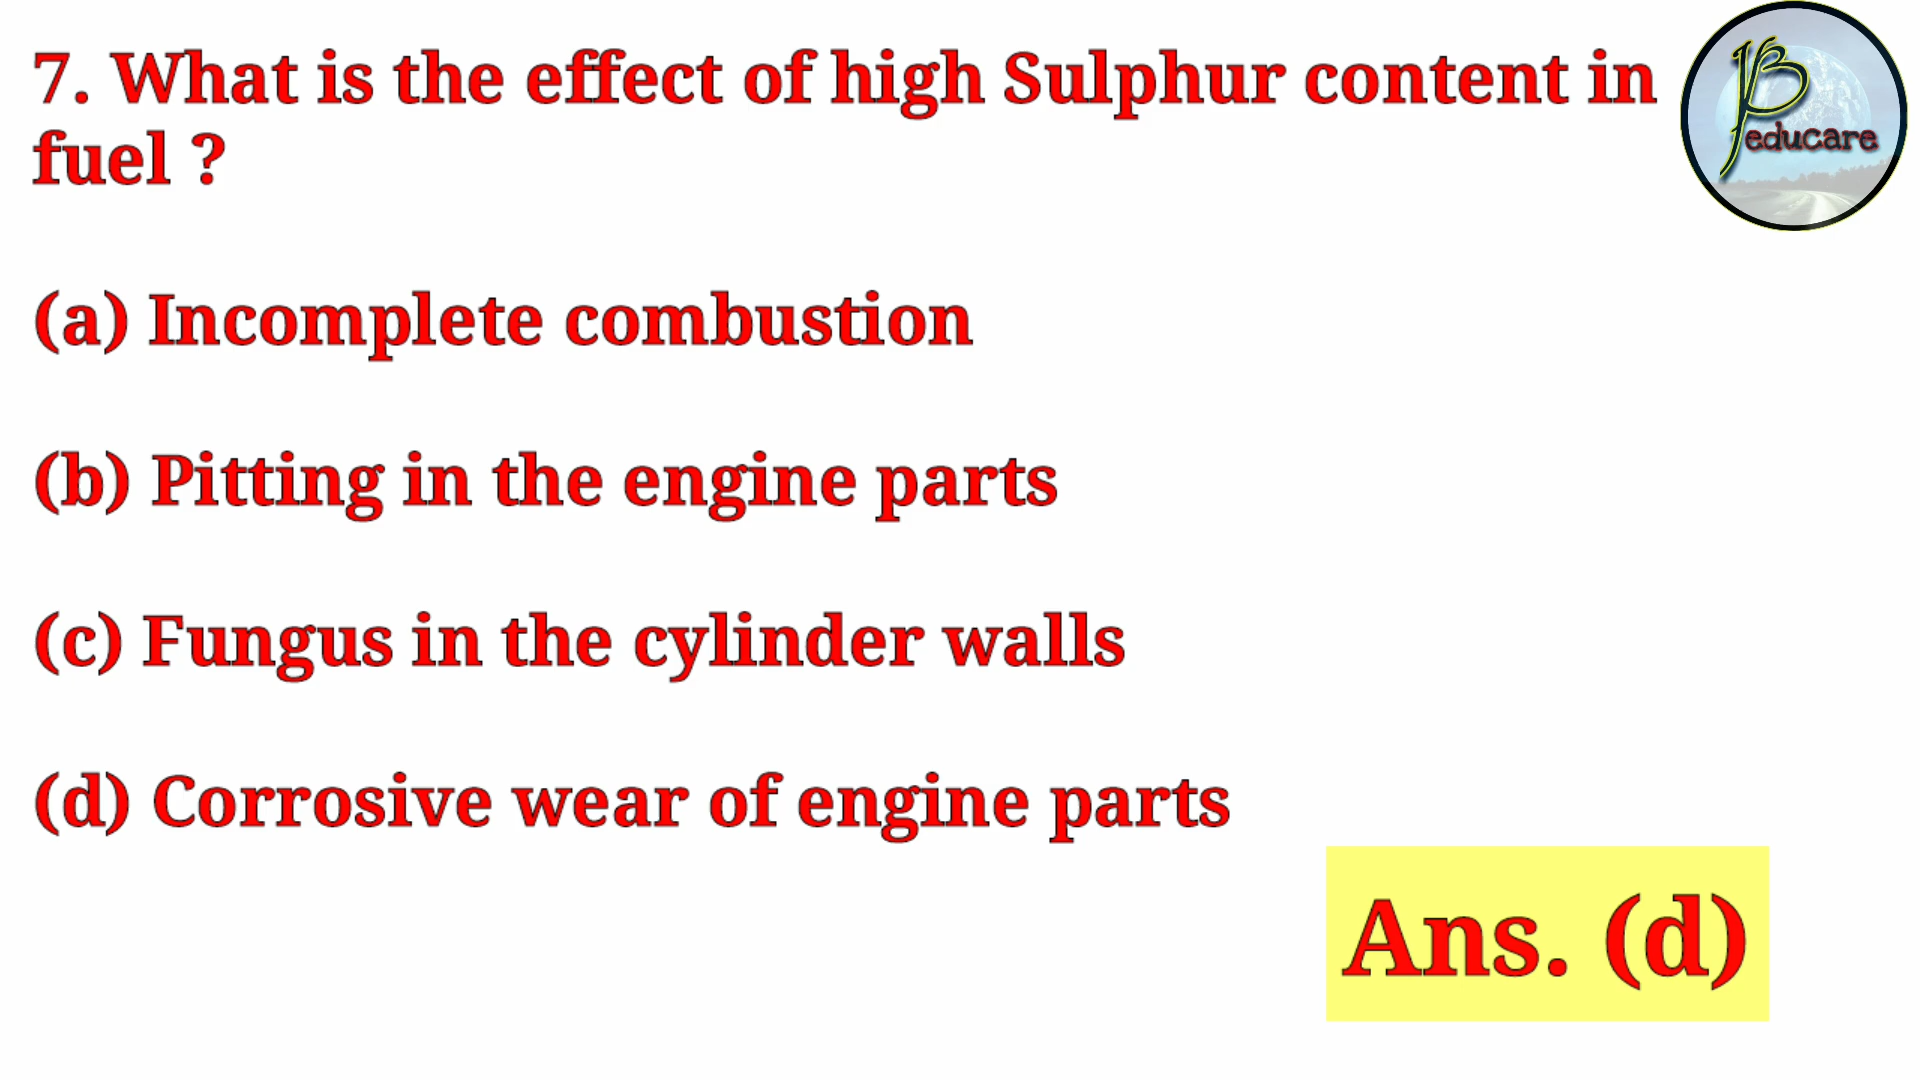 7. What is the effect of high Sulphur content in
fuel ?
(a) Incomplete combustion
(b) Pitting in the engine parts
(c) Fungus in the cylinder walls
(d) Corrosive wear of engine parts
Ans. (d)
educare